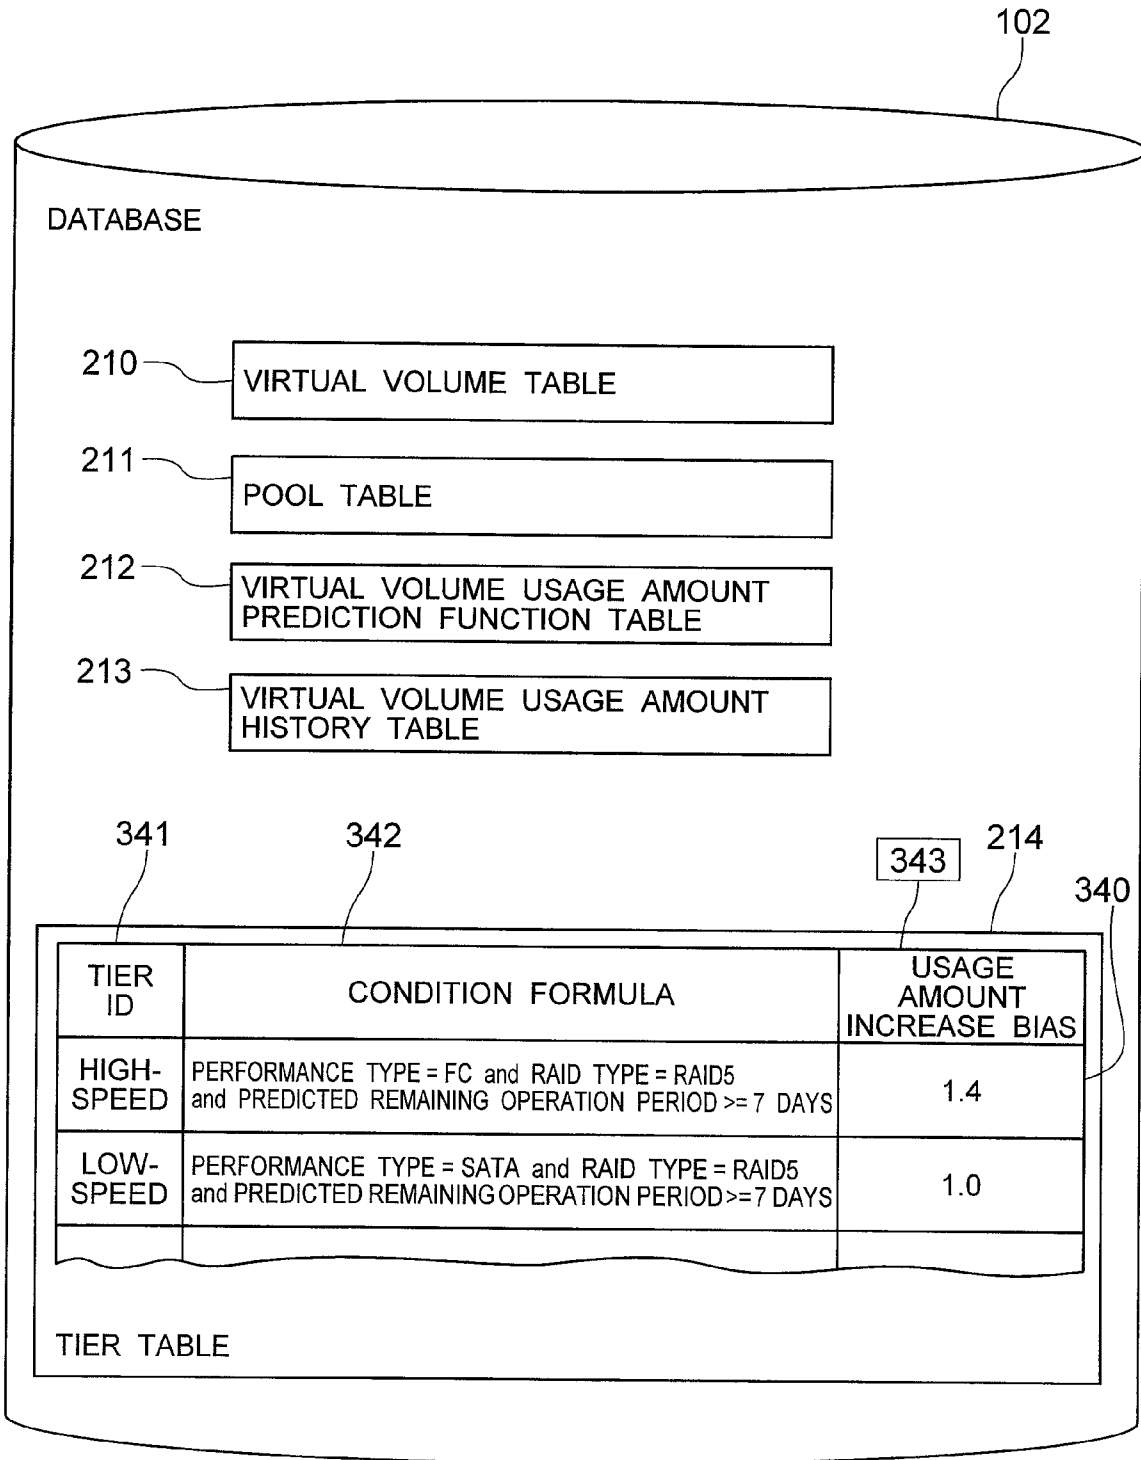 102
DATABASE
210
VIRTUAL VOLUME TABLE
211
POOL TABLE
212
VIRTUAL VOLUME USAGE AMOUNT
PREDICTION FUNCTION TABLE
213
VIRTUAL VOLUME USAGE AMOUNT
HISTORY TABLE
341
342
343
214
340
TIER
ID
CONDITION FORMULA
USAGE
AMOUNT
INCREASE BIAS
HIGH-
SPEED
PERFORMANCE TYPE = FC and RAID TYPE = RAID5
and PREDICTED REMAINING OPERATION PERIOD >= 7 DAYS
1.4
LOW-
SPEED
PERFORMANCE TYPE = SATA and RAID TYPE = RAID5
and PREDICTED REMAINING OPERATION PERIOD >= 7 DAYS
1.0
TIER TABLE